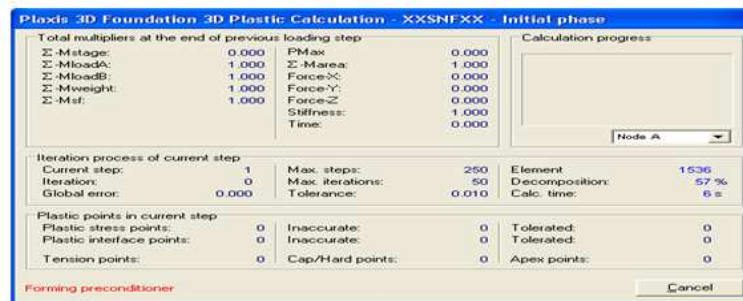 Plaxis 3D Foundation 3D Plastic Calculation - XXSNFXX - Initial phase
Total multipliers at the end of previous loading step
Calculation progress
Σ -Mstage: 0.000 PMax 0.000
Σ -MloadA: 1.000 Σ -Marea: 1.000
Σ -MloadB: 1.000 Force-X: 0.000
Σ -Mweight: 1.000 Force-Y: 0.000
Σ -Msf: 1.000 Force-Z 0.000
Stiffness: 1.000
Time: 0.000
Node A
Iteration process of current step
Current step: 1 Max. steps: 250 Element 1536
Iteration: 0 Max. iterations: 50 Decomposition: 57 %
Global error: 0.000 Tolerance: 0.010 Calc. time: 6 s
Plastic points in current step
Plastic stress points: 0 Inaccurate: 0 Tolerated: 0
Plastic interface points: 0 Inaccurate: 0 Tolerated: 0
Tension points: 0 Cap/Hard points: 0 Apex points: 0
Forming preconditioner
Cancel